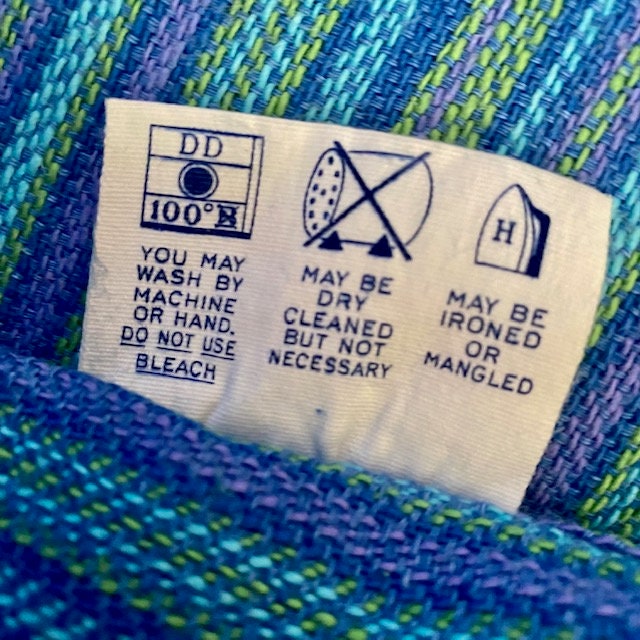 DD
100°
YOU MAY
WASH BY
MACHINE
OR HAND.
DO NOT USE
BLEACH
MAY BE
DRY
CLEANED
BUT NOT
NECESSARY
H
MAY BE
IRONED
OR
MANGLED